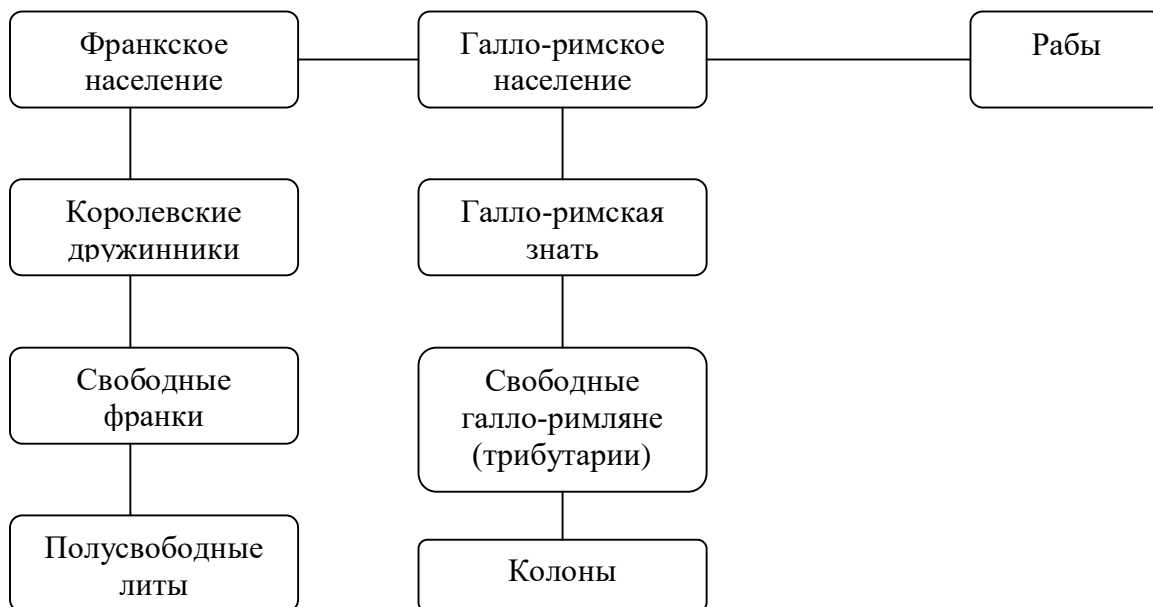 Франкское
население
Галло-римское
население
Рабы
Королевские
дружинники
Галло-римская
знать
Свободные
франки
Свободные
галло-римляне
(трибутарии)
Полусвободные
литы
Колоны